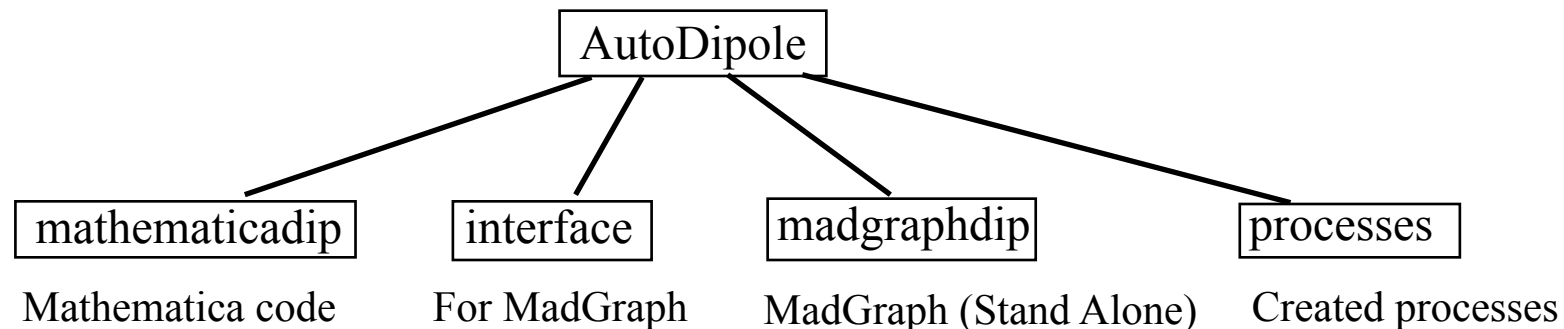 AutoDipole
mathematicadip interface madgraphdip processes
Mathematica code For MadGraph MadGraph (Stand Alone) Created processes